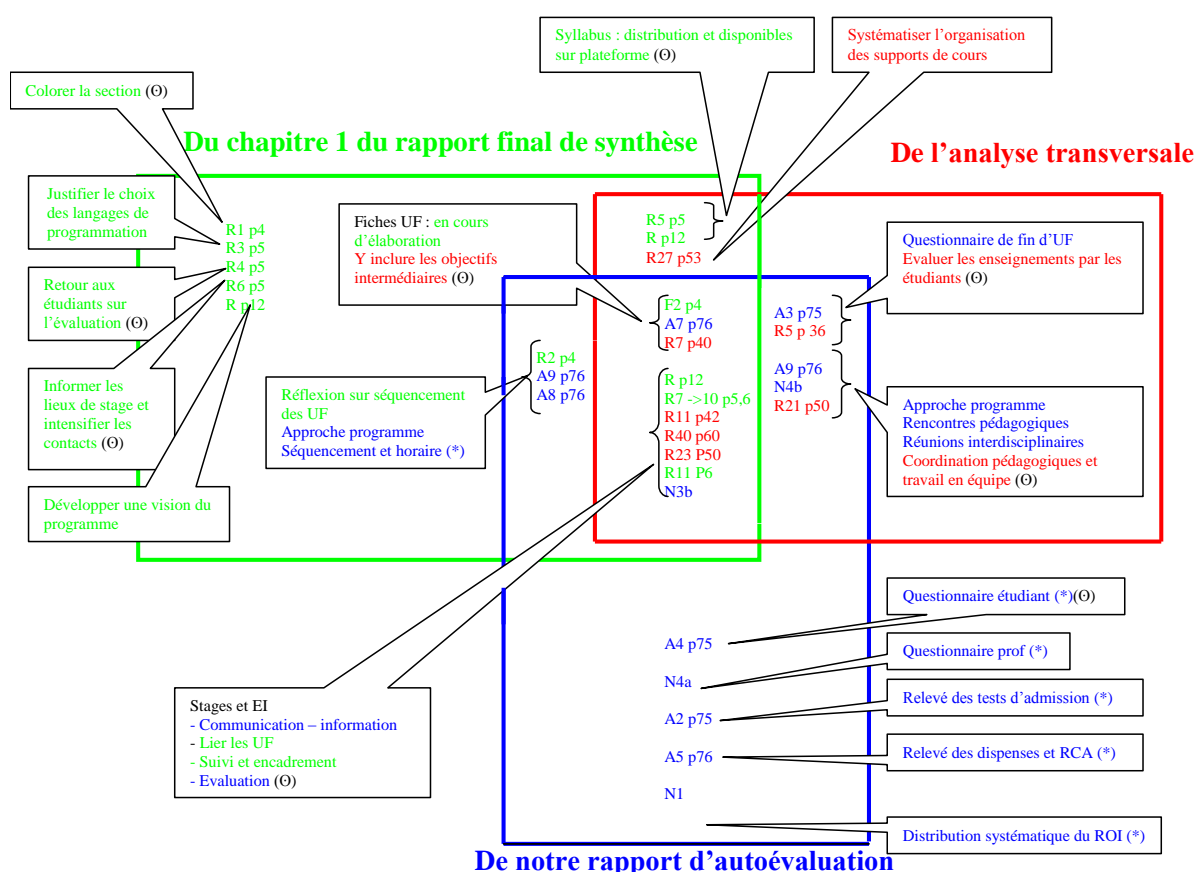 Syllabus : distribution et disponibles
sur plateforme (ʘ)
Systématiser l’organisation
des supports de cours
Colorer la section (ʘ)
Du chapitre 1 du rapport final de synthèse
De l’analyse transversale
Justifier le choix
des langages de
programmation
R1 p4
R3 p5
R4 p5
R6 p5
R p12
Retour aux
étudiants sur
l’évaluation (ʘ)
Informer les
lieux de stage et
intensifier les
contacts (ʘ)
Développer une vision du
programme
Fiches UF : en cours
d’élaboration
Y inclure les objectifs
intermédiaires (ʘ)
R5 p5
R p12
R27 p53
Questionnaire de fin d’UF
Evaluer les enseignements par les
étudiants (ʘ)
F2 p4
A7 p76
R7 p40
A3 p75
R5 p 36
R2 p4
A9 p76
A8 p76
Réflexion sur séquencement
des UF
Approche programme
Séquencement et horaire (*)
R p12
R7 ->10 p5,6
R11 p42
R40 p60
R23 P50
R11 P6
N3b
A9 p76
N4b
R21 p50
Approche programme
Rencontres pédagogiques
Réunions interdisciplinaires
Coordination pédagogiques et
travail en équipe (ʘ)
Stages et EI
- Communication – information
- Lier les UF
- Suivi et encadrement
- Evaluation (ʘ)
A4 p75
N4a
A2 p75
A5 p76
N1
Questionnaire étudiant (*)(ʘ)
Questionnaire prof (*)
Relevé des tests d’admission (*)
Relevé des dispenses et RCA (*)
Distribution systématique du ROI (*)
De notre rapport d’autoévaluation